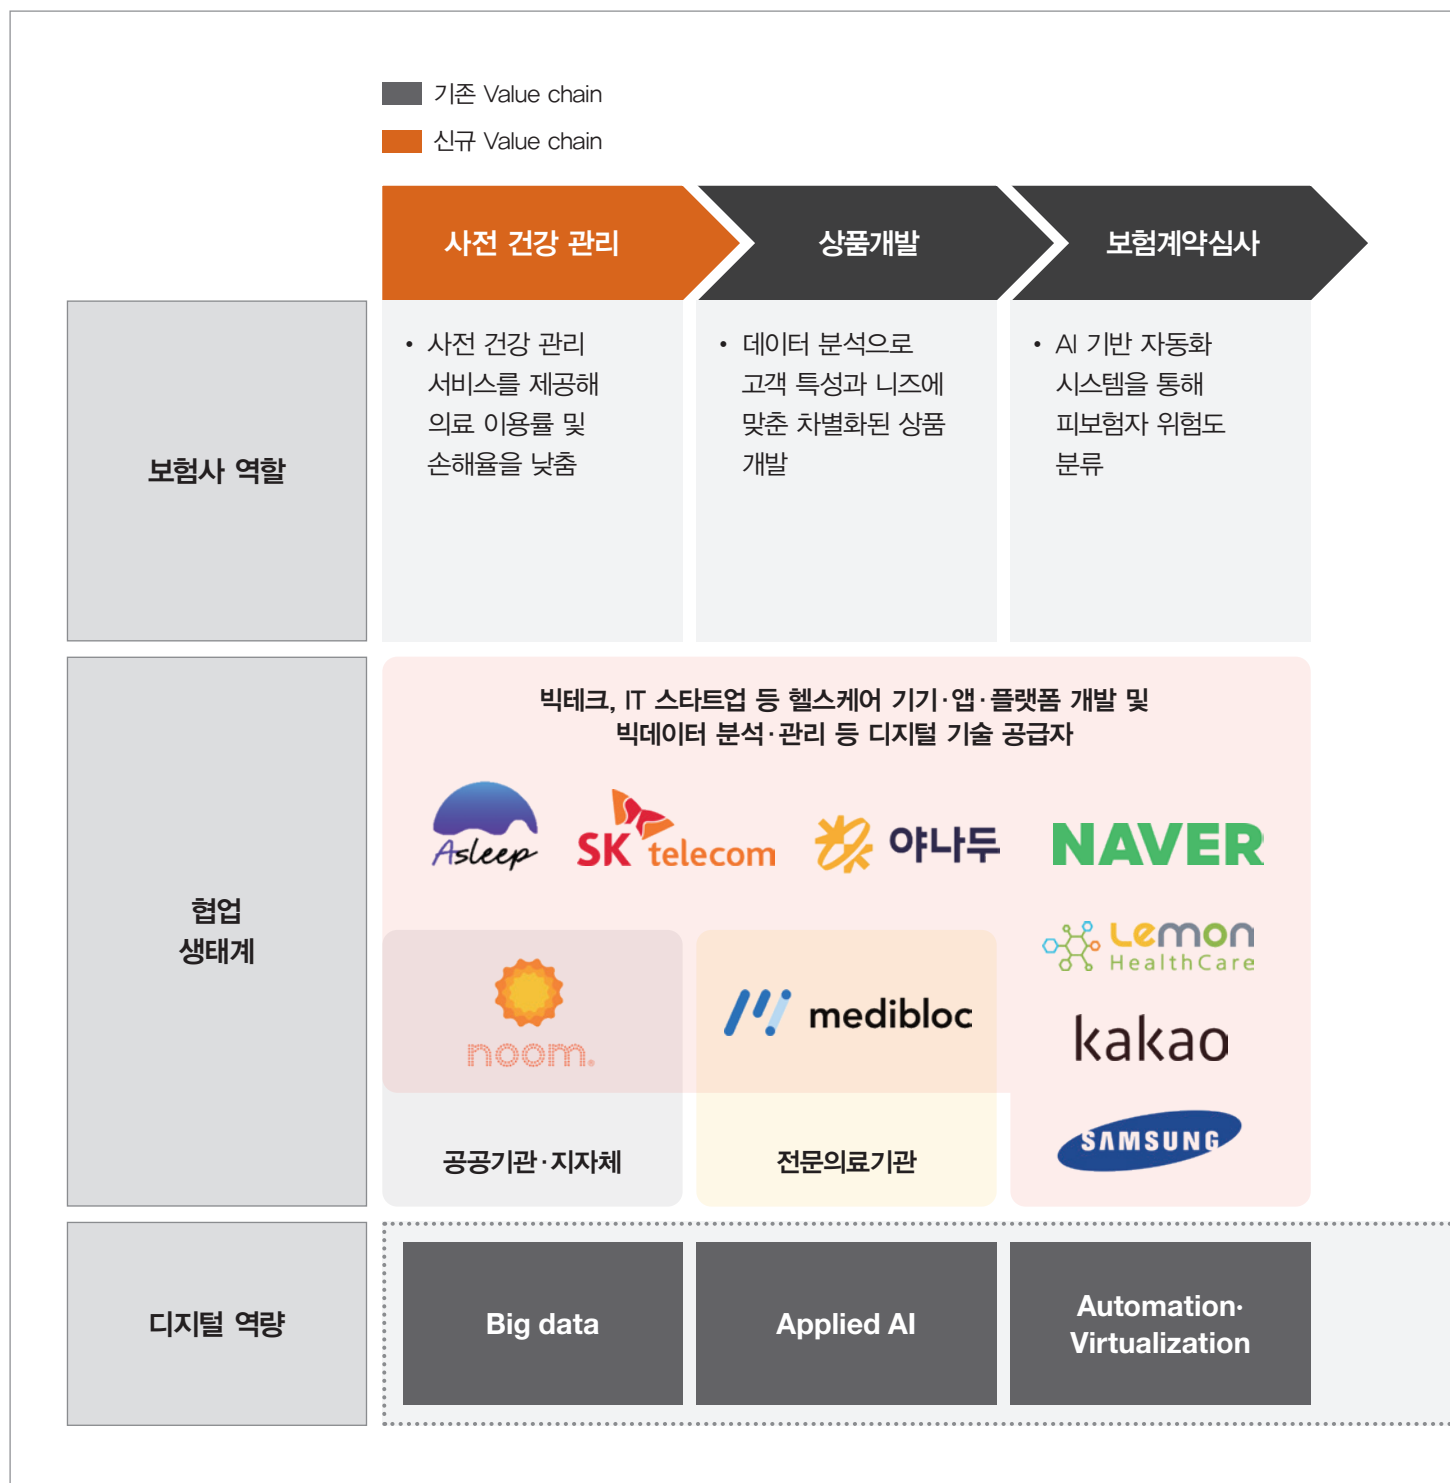 기존 Value chain
신규 Value chain
사전 건강 관리
상품개발
보험계약심사
보험사 역할
• 사전 건강 관리
서비스를 제공해
의료 이용률 및
손해율을 낮춤
• 데이터 분석으로
고객 특성과 니즈에
맞춘 차별화된 상품
개발
• AI 기반 자동화
시스템을 통해
피보험자 위험도
분류
협업
생태계
빅테크, IT 스타트업 등 헬스케어 기기·앱·플랫폼 개발 및
빅데이터 분석·관리 등 디지털 기술 공급자
Asleep
SK telecom
야나두
NAVER
Lemon
HealthCare
noom®
medibloc
kakao
SAMSUNG
공공기관·지자체
전문의료기관
디지털 역량
Big data
Applied AI
Automation·
Virtualization